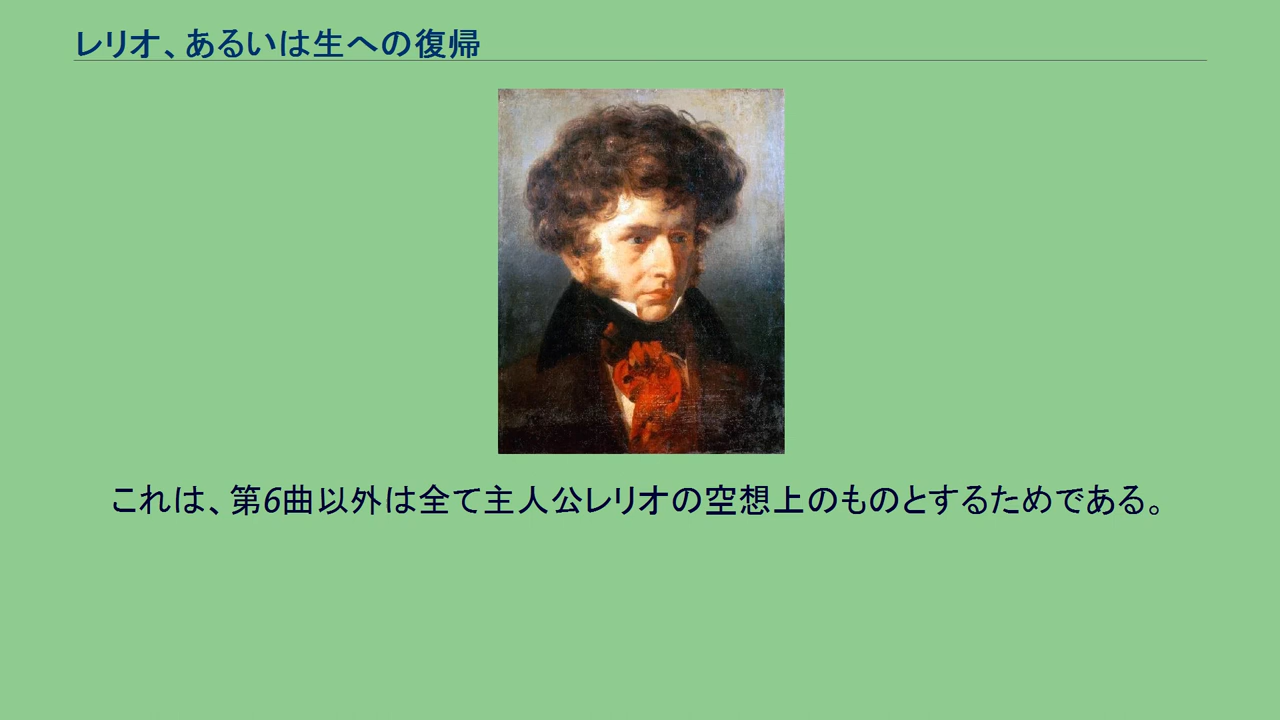 レリオ、あるいは生への復帰
これは、第6曲以外は全て主人公レリオの空想上のものとするためである。